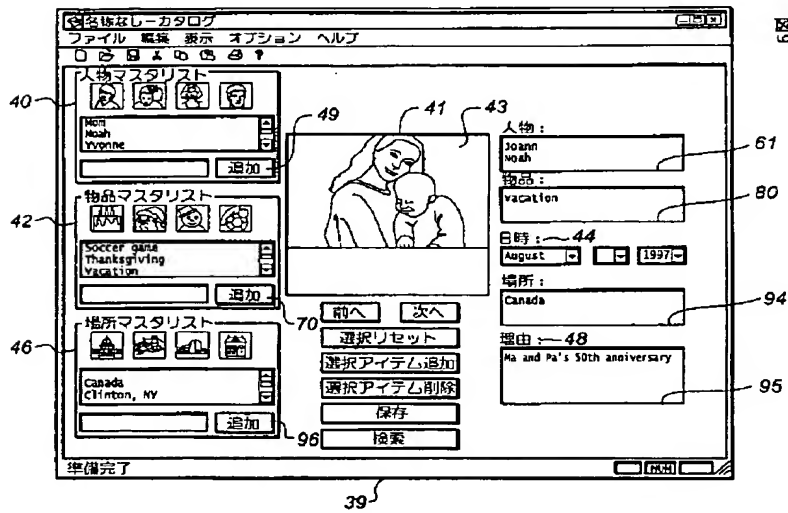 名称なしーカタログ
ファイル 編集 表示 オプション ヘルプ
?
人物マスタリスト
Mom
Noah
Yvonne
追加
物品マスタリスト
Soccer game
Thanksgiving
Vacation
追加
場所マスタリスト
Canada
Clinton, NY
追加
前へ 次へ
選択リセット
選択アイテム追加
選択アイテム削除
保存
検索
人物:
Joann
Noah
物品:
Vacation
日時:
August 1997
場所:
Canada
理由:
Ma and Pa's 50th anniversary
準備完了
NUM
40
42
46
49
70
96
41
43
61
80
44
94
48
95
39